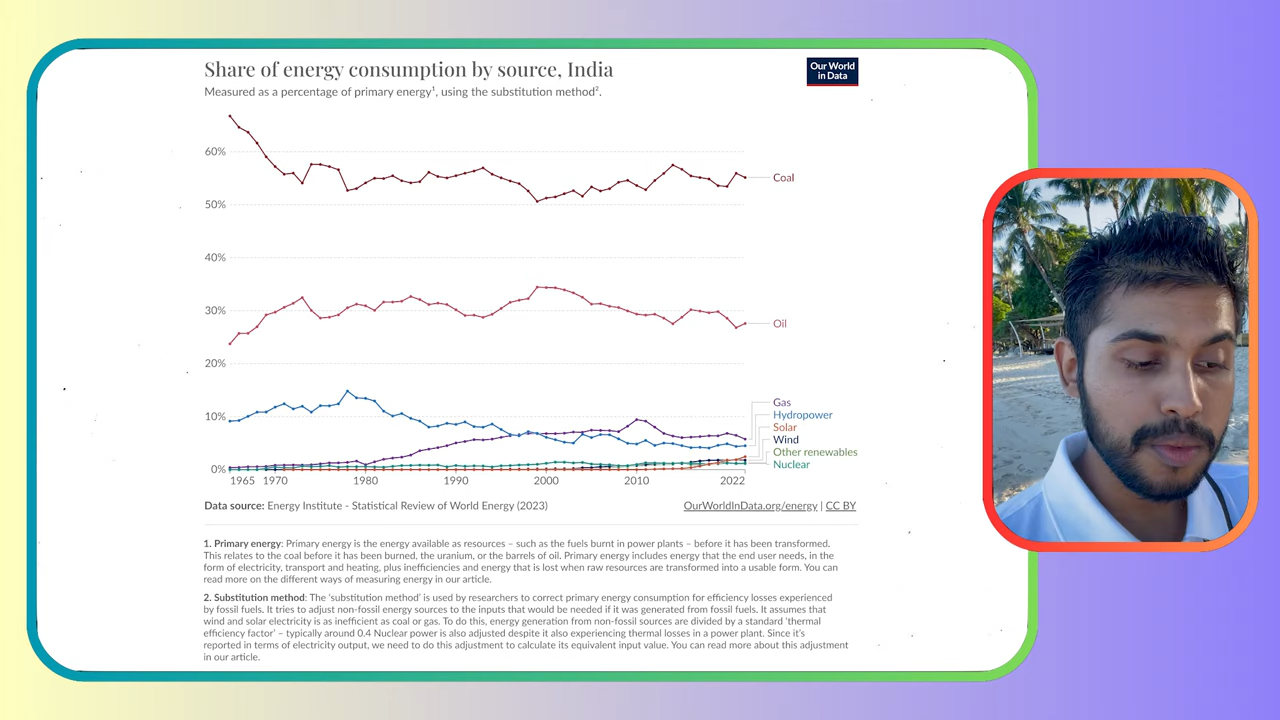 Share of energy consumption by source, India
Our World
in Data
Measured as a percentage of primary energy¹, using the substitution method².
60%
50%
40%
30%
20%
10%
0%
Coal
Oil
Gas
Hydropower
Solar
Wind
Other renewables
Nuclear
1965 1970 1980 1990 2000 2010 2022
Data source: Energy Institute - Statistical Review of World Energy (2023)
OurWorldInData.org/energy | CC BY
1. Primary energy: Primary energy is the energy available as resources – such as the fuels burnt in power plants – before it has been transformed.
This relates to the coal before it has been burned, the uranium, or the barrels of oil. Primary energy includes energy that the end user needs, in the
form of electricity, transport and heating, plus inefficiencies and energy that is lost when raw resources are transformed into a usable form. You can
read more on the different ways of measuring energy in our article.
2. Substitution method: The ‘substitution method’ is used by researchers to correct primary energy consumption for efficiency losses experienced
by fossil fuels. It tries to adjust non-fossil energy sources to the inputs that would be needed if it was generated from fossil fuels. It assumes that
wind and solar electricity is as inefficient as coal or gas. To do this, energy generation from non-fossil sources are divided by a standard ‘thermal
efficiency factor’ – typically around 0.4 Nuclear power is also adjusted despite it also experiencing thermal losses in a power plant. Since it’s
reported in terms of electricity output, we need to do this adjustment to calculate its equivalent input value. You can read more about this adjustment
in our article.